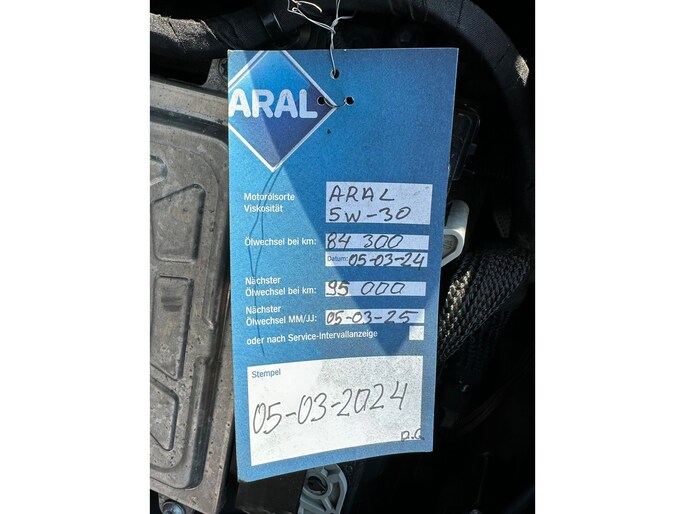 ARAL
Motorölsorte ARAL
Viskosität 5W-30
Ölwechsel bei km: 84 300
Datum: 05-03-24
Nächster
Ölwechsel bei km: 95 000
Nächster
Ölwechsel MM/JJ: 05-03-25
oder nach Service-Intervallanzeige
Stempel
05-03-2024